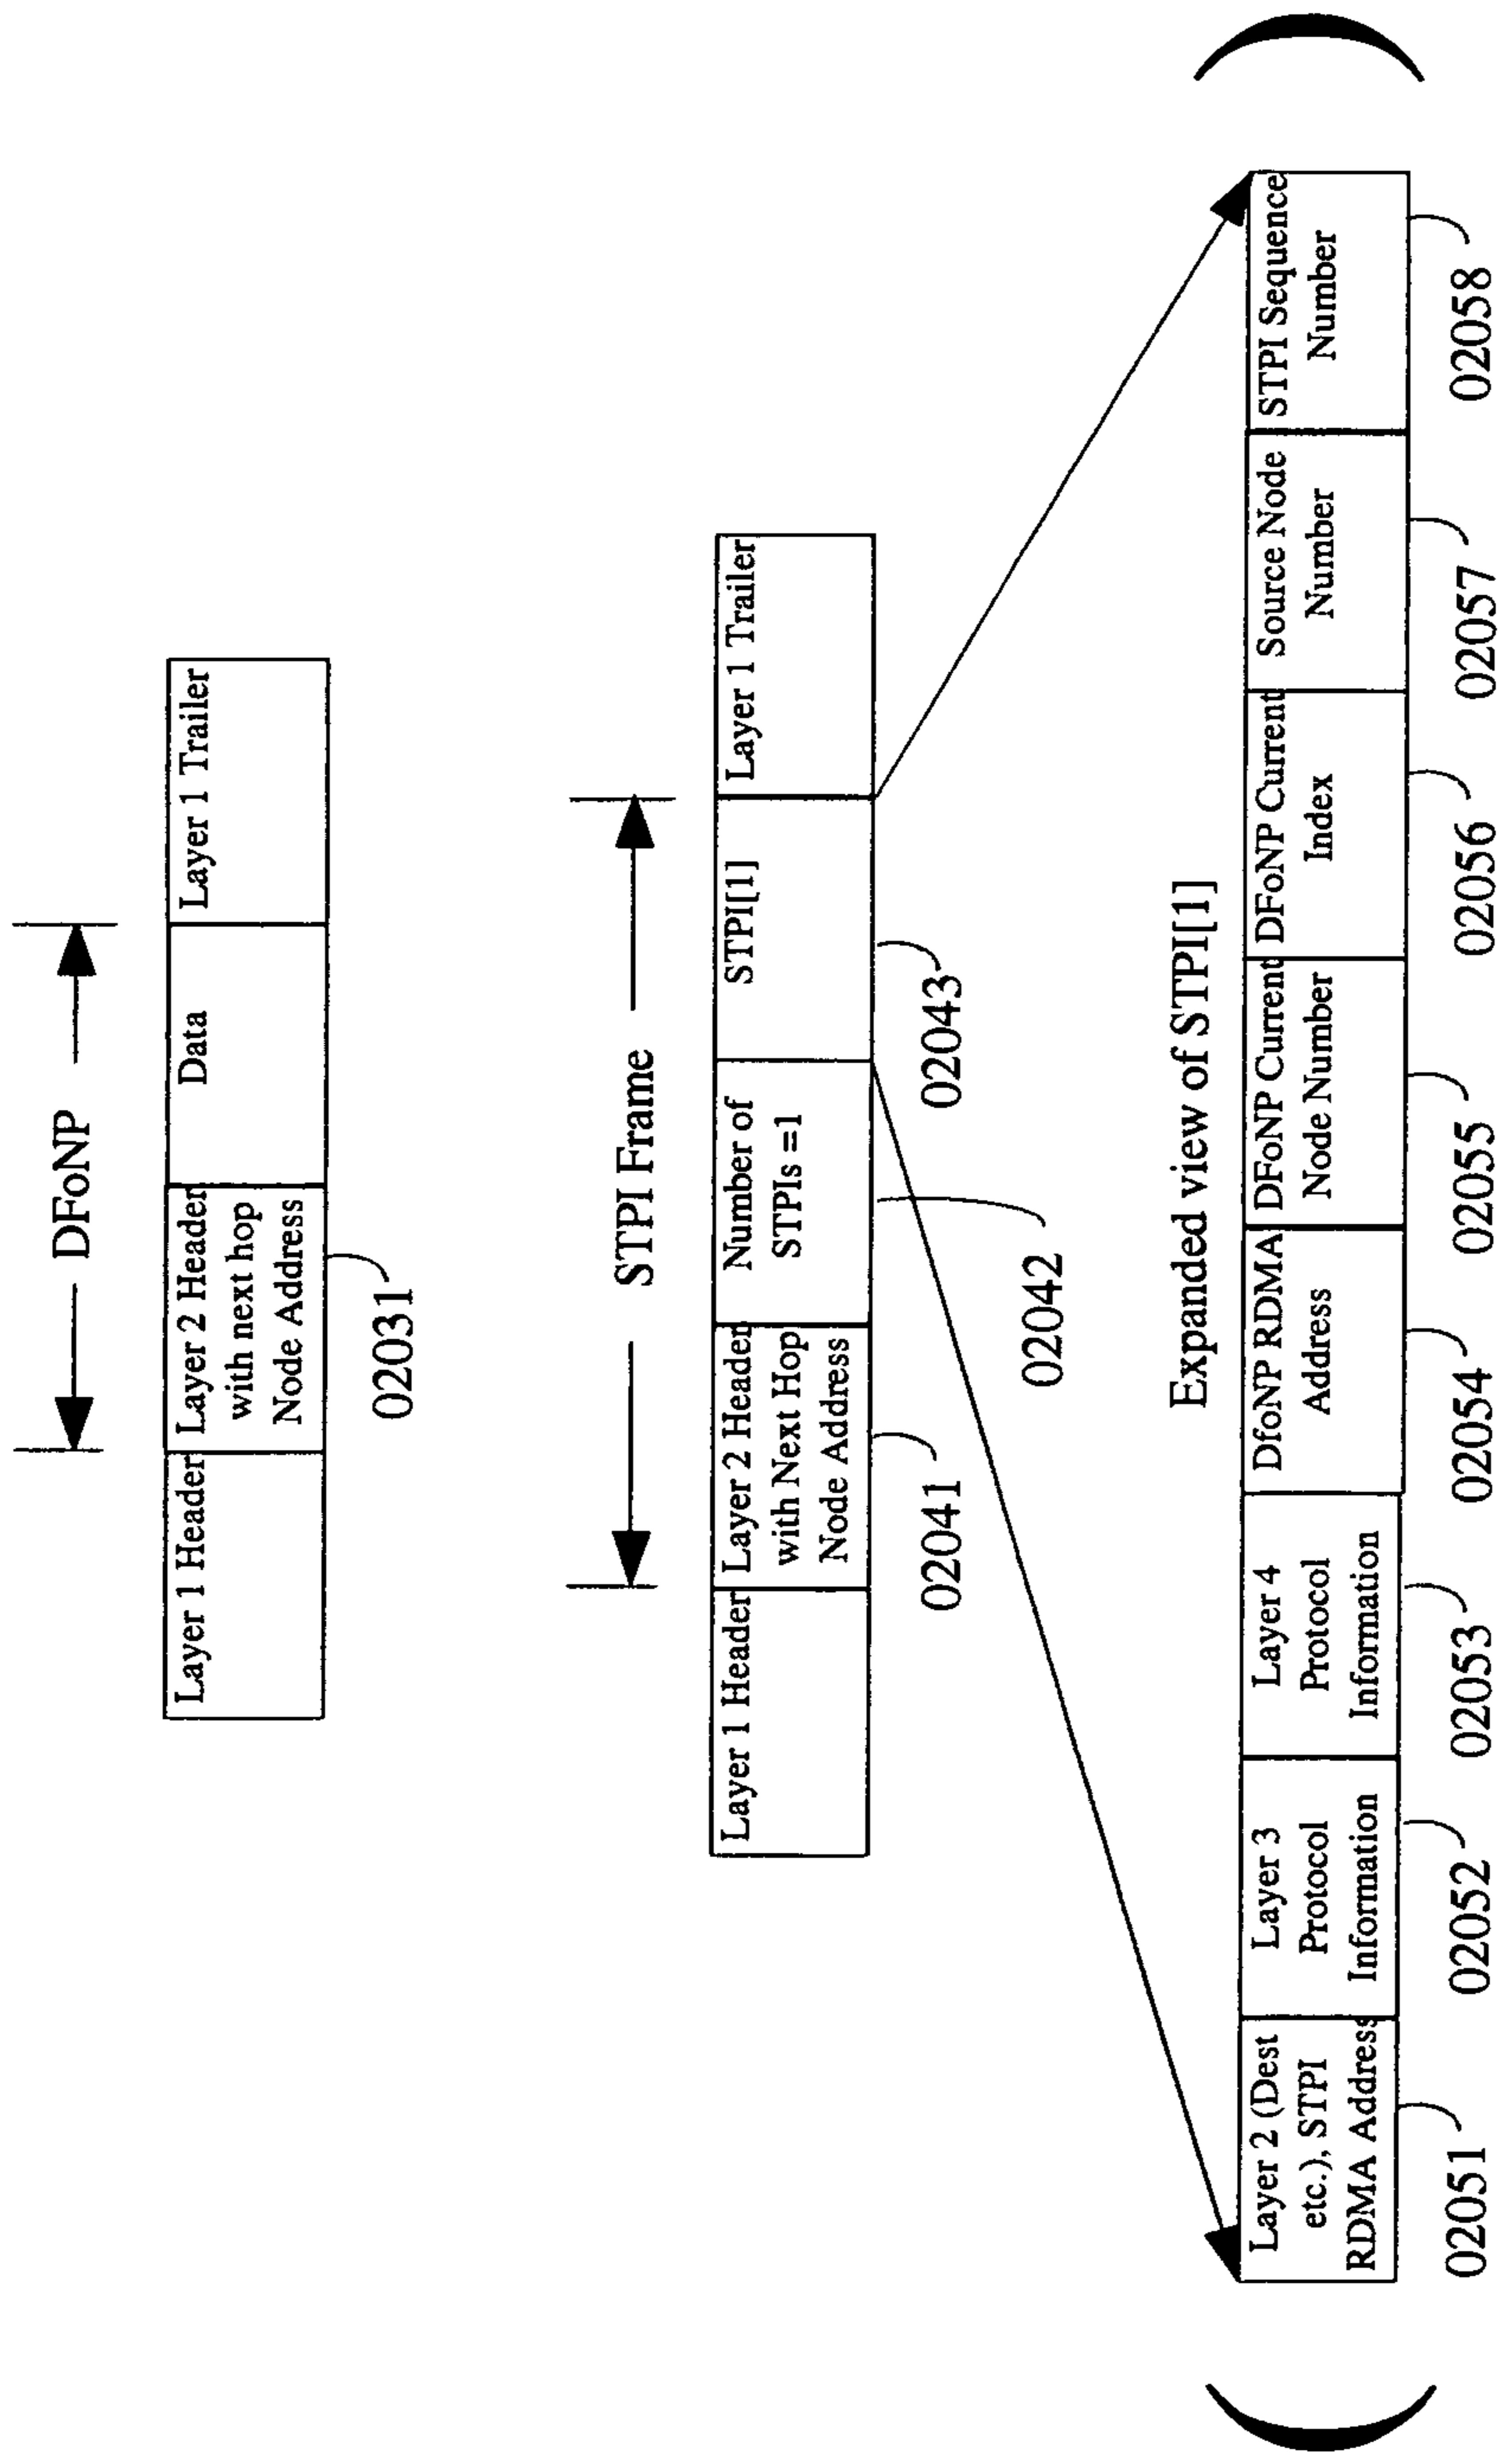 DFoNP
Layer 1 Header
Layer 2 Header
with next hop
Node Address
Data
Layer 1 Trailer
02031
STPI Frame
Layer 1 Header
Layer 2 Header
with Next Hop
Node Address
Number of
STPIs =1
STPI[1]
Layer 1 Trailer
02041
02042
02043
Expanded view of STPI[1]
Layer 2 (Dest
etc.), STPI
RDMA Address
Layer 3
Protocol
Information
Layer 4
Protocol
Information
DfoNP RDMA
Address
DFoNP Current
Node Number
DFoNP Current
Index
Source Node
Number
STPI Sequence
Number
02051
02052
02053
02054
02055
02056
02057
02058